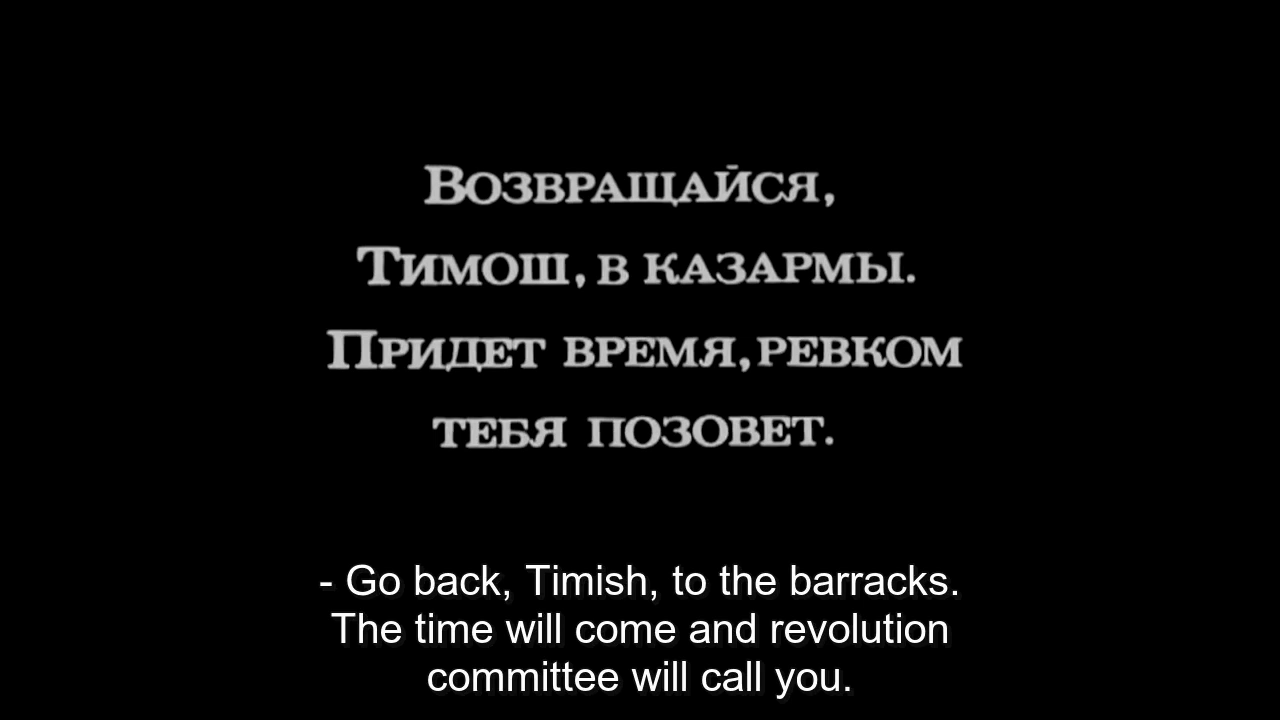 Возвращайся,
Тимош, в казармы.
Придет время, ревком
тебя позовет.
- Go back, Timish, to the barracks.
The time will come and revolution
committee will call you.